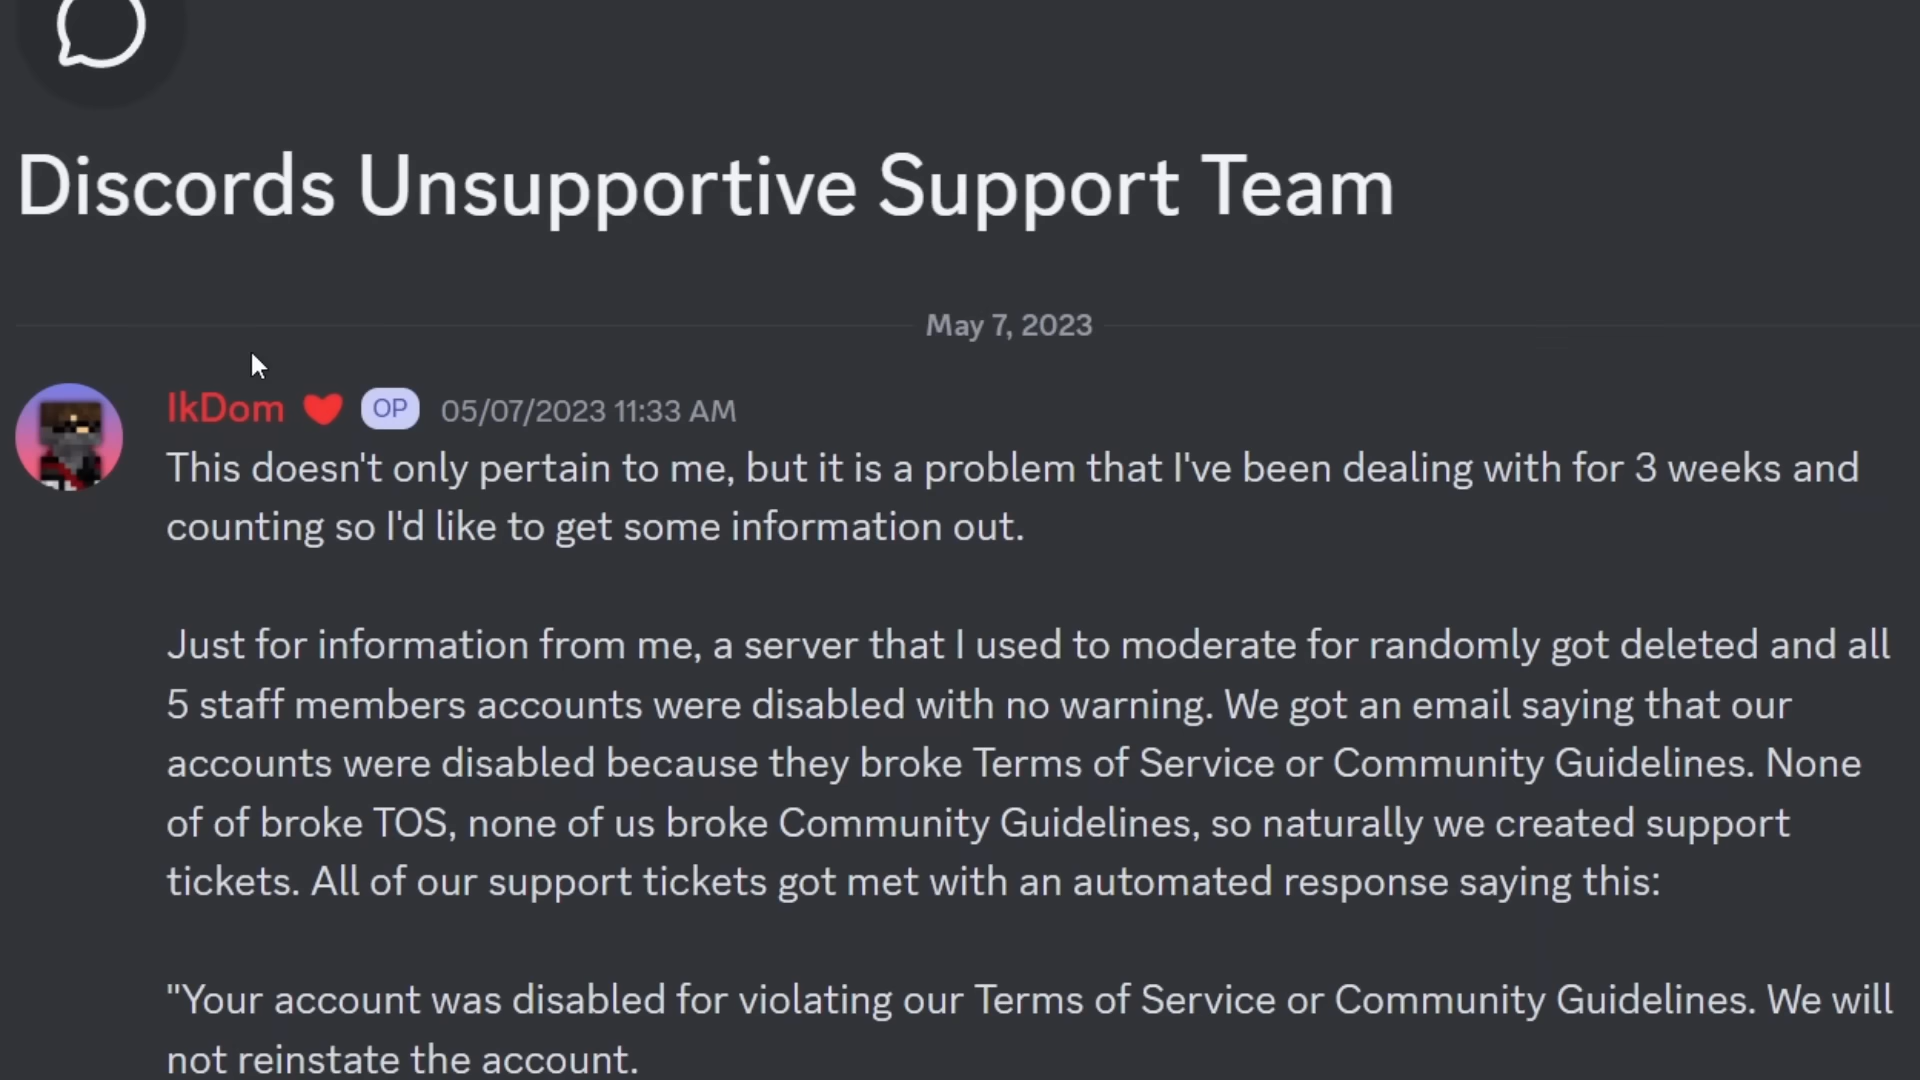 Discords Unsupportive Support Team
May 7, 2023
IkDom ❤️ OP 05/07/2023 11:33 AM
This doesn't only pertain to me, but it is a problem that I've been dealing with for 3 weeks and
counting so I'd like to get some information out.
Just for information from me, a server that I used to moderate for randomly got deleted and all
5 staff members accounts were disabled with no warning. We got an email saying that our
accounts were disabled because they broke Terms of Service or Community Guidelines. None
of of broke TOS, none of us broke Community Guidelines, so naturally we created support
tickets. All of our support tickets got met with an automated response saying this:
"Your account was disabled for violating our Terms of Service or Community Guidelines. We will
not reinstate the account.